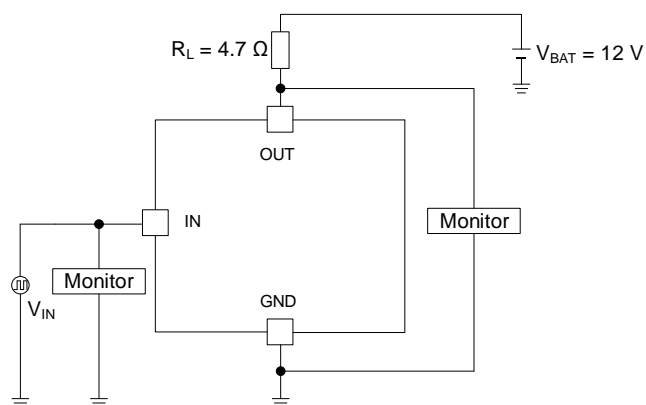 R_L = 4.7 Ω
V_BAT = 12 V
OUT
IN
Monitor
Monitor
GND
V_IN